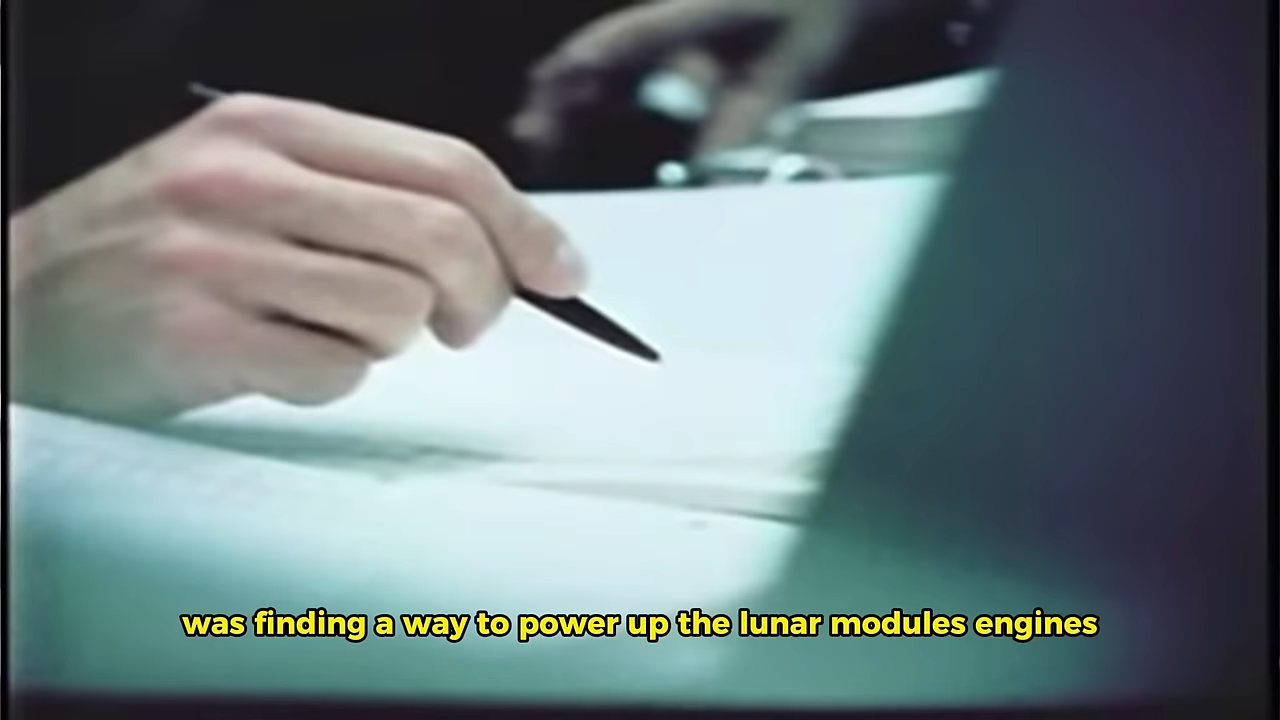 was finding a way to power up the lunar modules engines